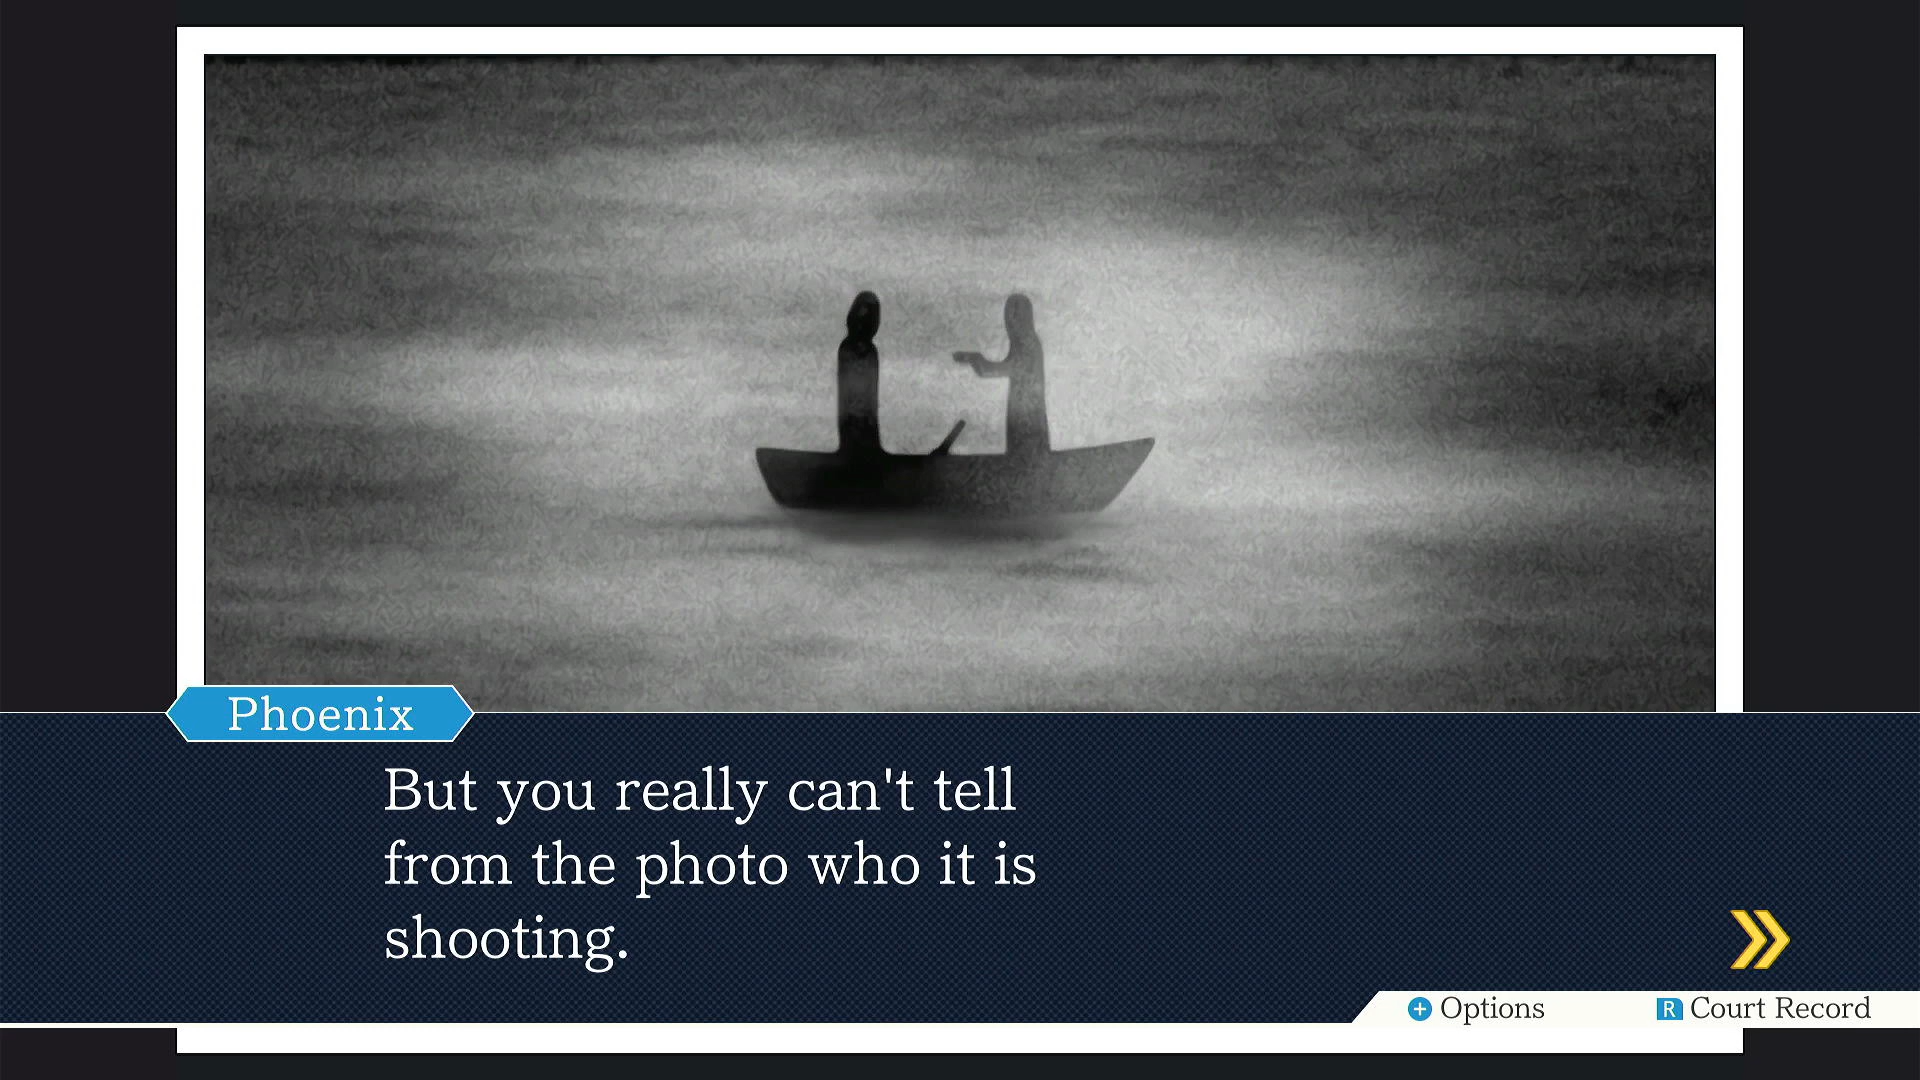 Phoenix
But you really can't tell
from the photo who it is
shooting.
+ Options
R Court Record